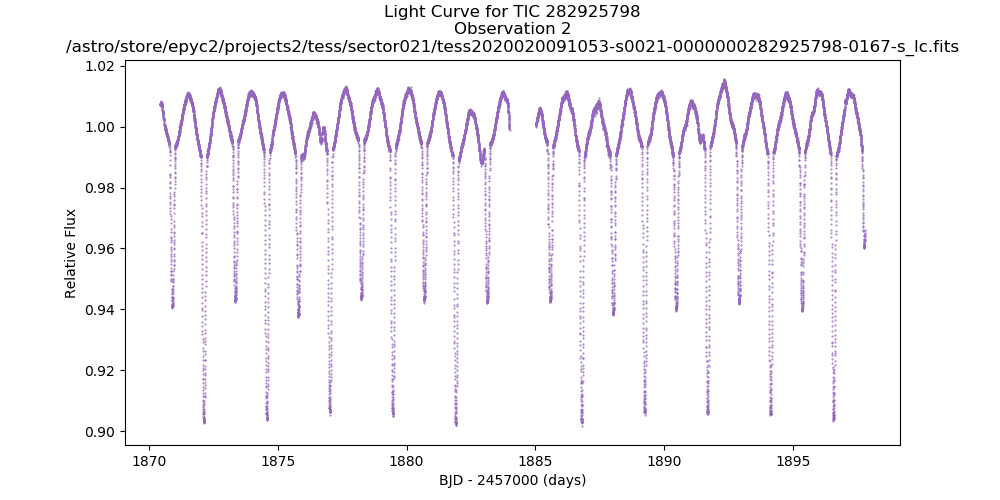 Light Curve for TIC 282925798
Observation 2
/astro/store/epyc2/projects2/tess/sector021/tess2020020091053-s0021-0000000282925798-0167-s_lc.fits
1.02
1.00
0.98
0.96
0.94
0.92
0.90
Relative Flux
1870
1875
1880
1885
1890
1895
BJD - 2457000 (days)